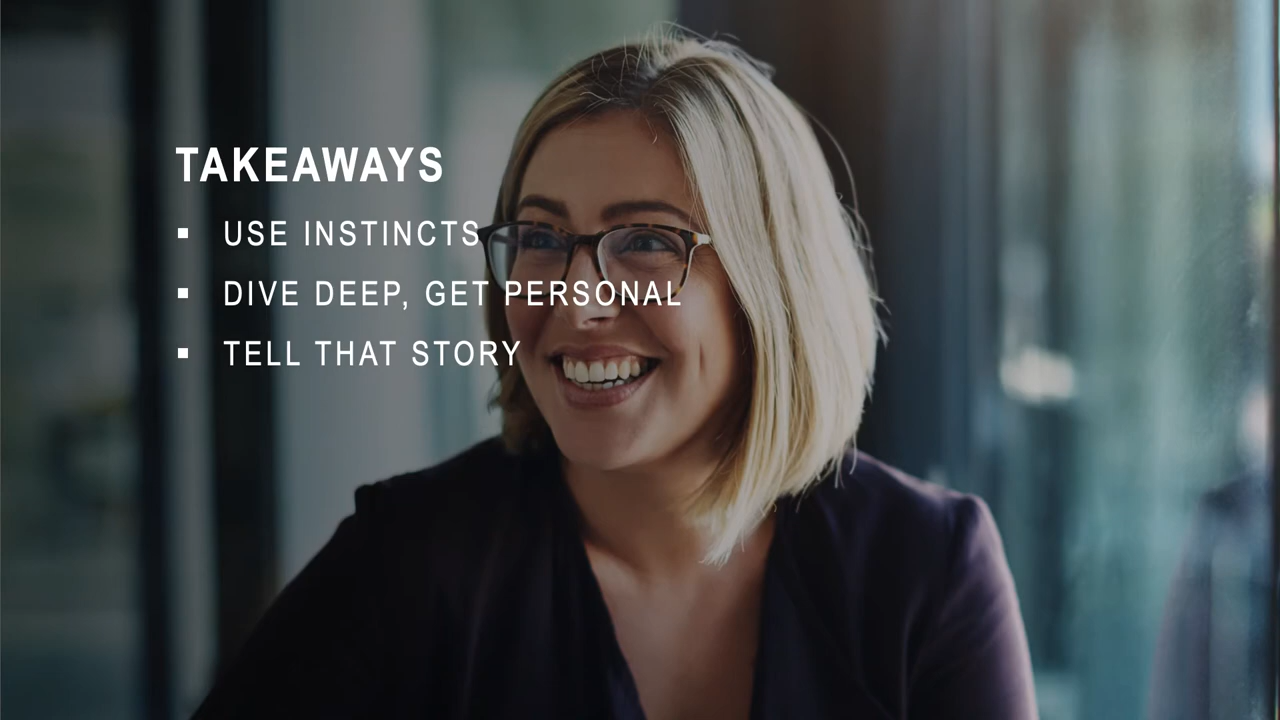 TAKEAWAYS
▪ USE INSTINCTS
▪ DIVE DEEP, GET PERSONAL
▪ TELL THAT STORY